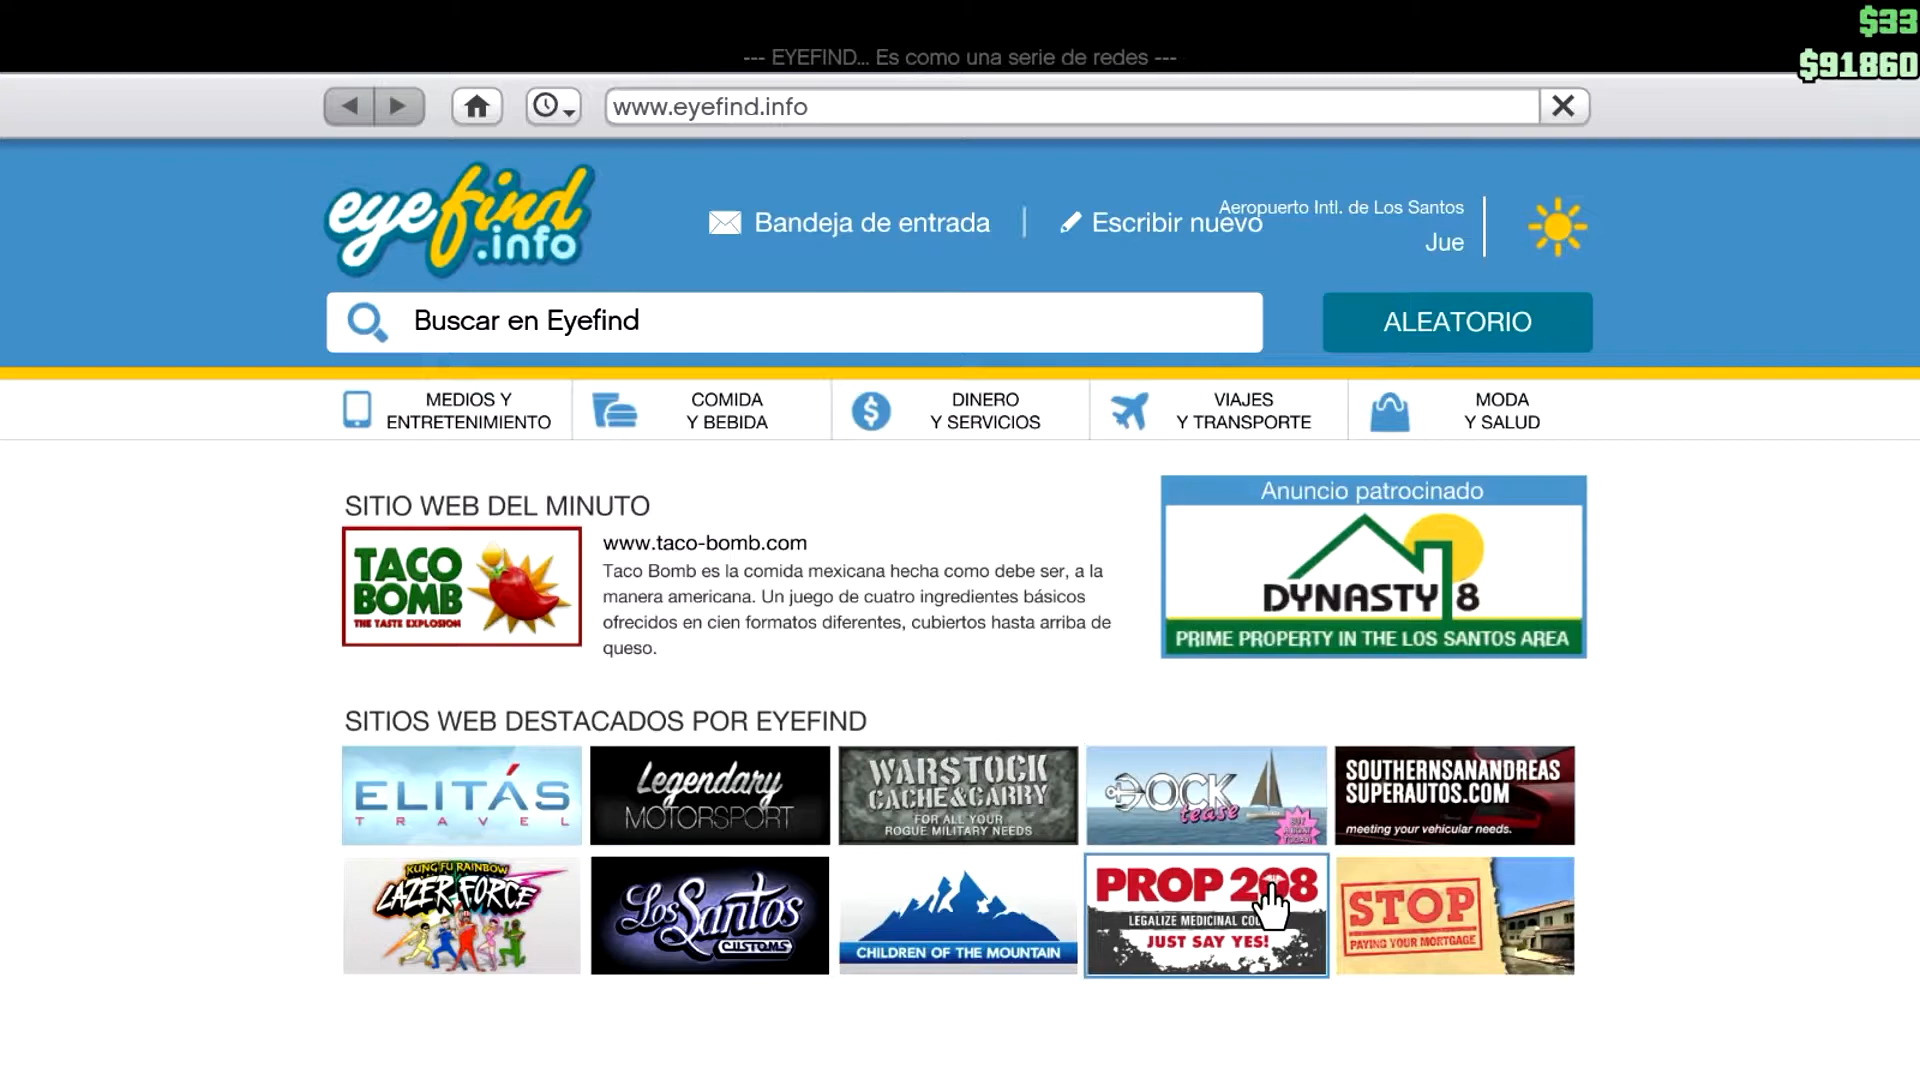 $33
--- EYEFIND... Es como una serie de redes ---
$91860
www.eyefind.info
eyefind
.info
Bandeja de entrada
Escribir nuevo
Aeropuerto Intl. de Los Santos
Jue
Buscar en Eyefind
ALEATORIO
MEDIOS Y
ENTRETENIMIENTO
COMIDA
Y BEBIDA
DINERO
Y SERVICIOS
VIAJES
Y TRANSPORTE
MODA
Y SALUD
SITIO WEB DEL MINUTO
TACO
BOMB
THE TASTE EXPLOSION
www.taco-bomb.com
Taco Bomb es la comida mexicana hecha como debe ser, a la
manera americana. Un juego de cuatro ingredientes básicos
ofrecidos en cien formatos diferentes, cubiertos hasta arriba de
queso.
Anuncio patrocinado
DYNASTY 8
PRIME PROPERTY IN THE LOS SANTOS AREA
SITIOS WEB DESTACADOS POR EYEFIND
ELITÁS
TRAVEL
Legendary
MOTORSPORT
WARSTOCK
CACHE&CARRY
FOR ALL YOUR
ROGUE MILITARY NEEDS
DOCK
tease
SOUTHERNSANANDREAS
SUPERAUTOS.COM
meeting your vehicular needs.
KUNG FU RAINBOW
LAZER FORCE
Los Santos
CUSTOMS
CHILDREN OF THE MOUNTAIN
PROP 208
LEGALIZE MEDICINAL
JUST SAY YES!
STOP
PAYING YOUR MORTGAGE